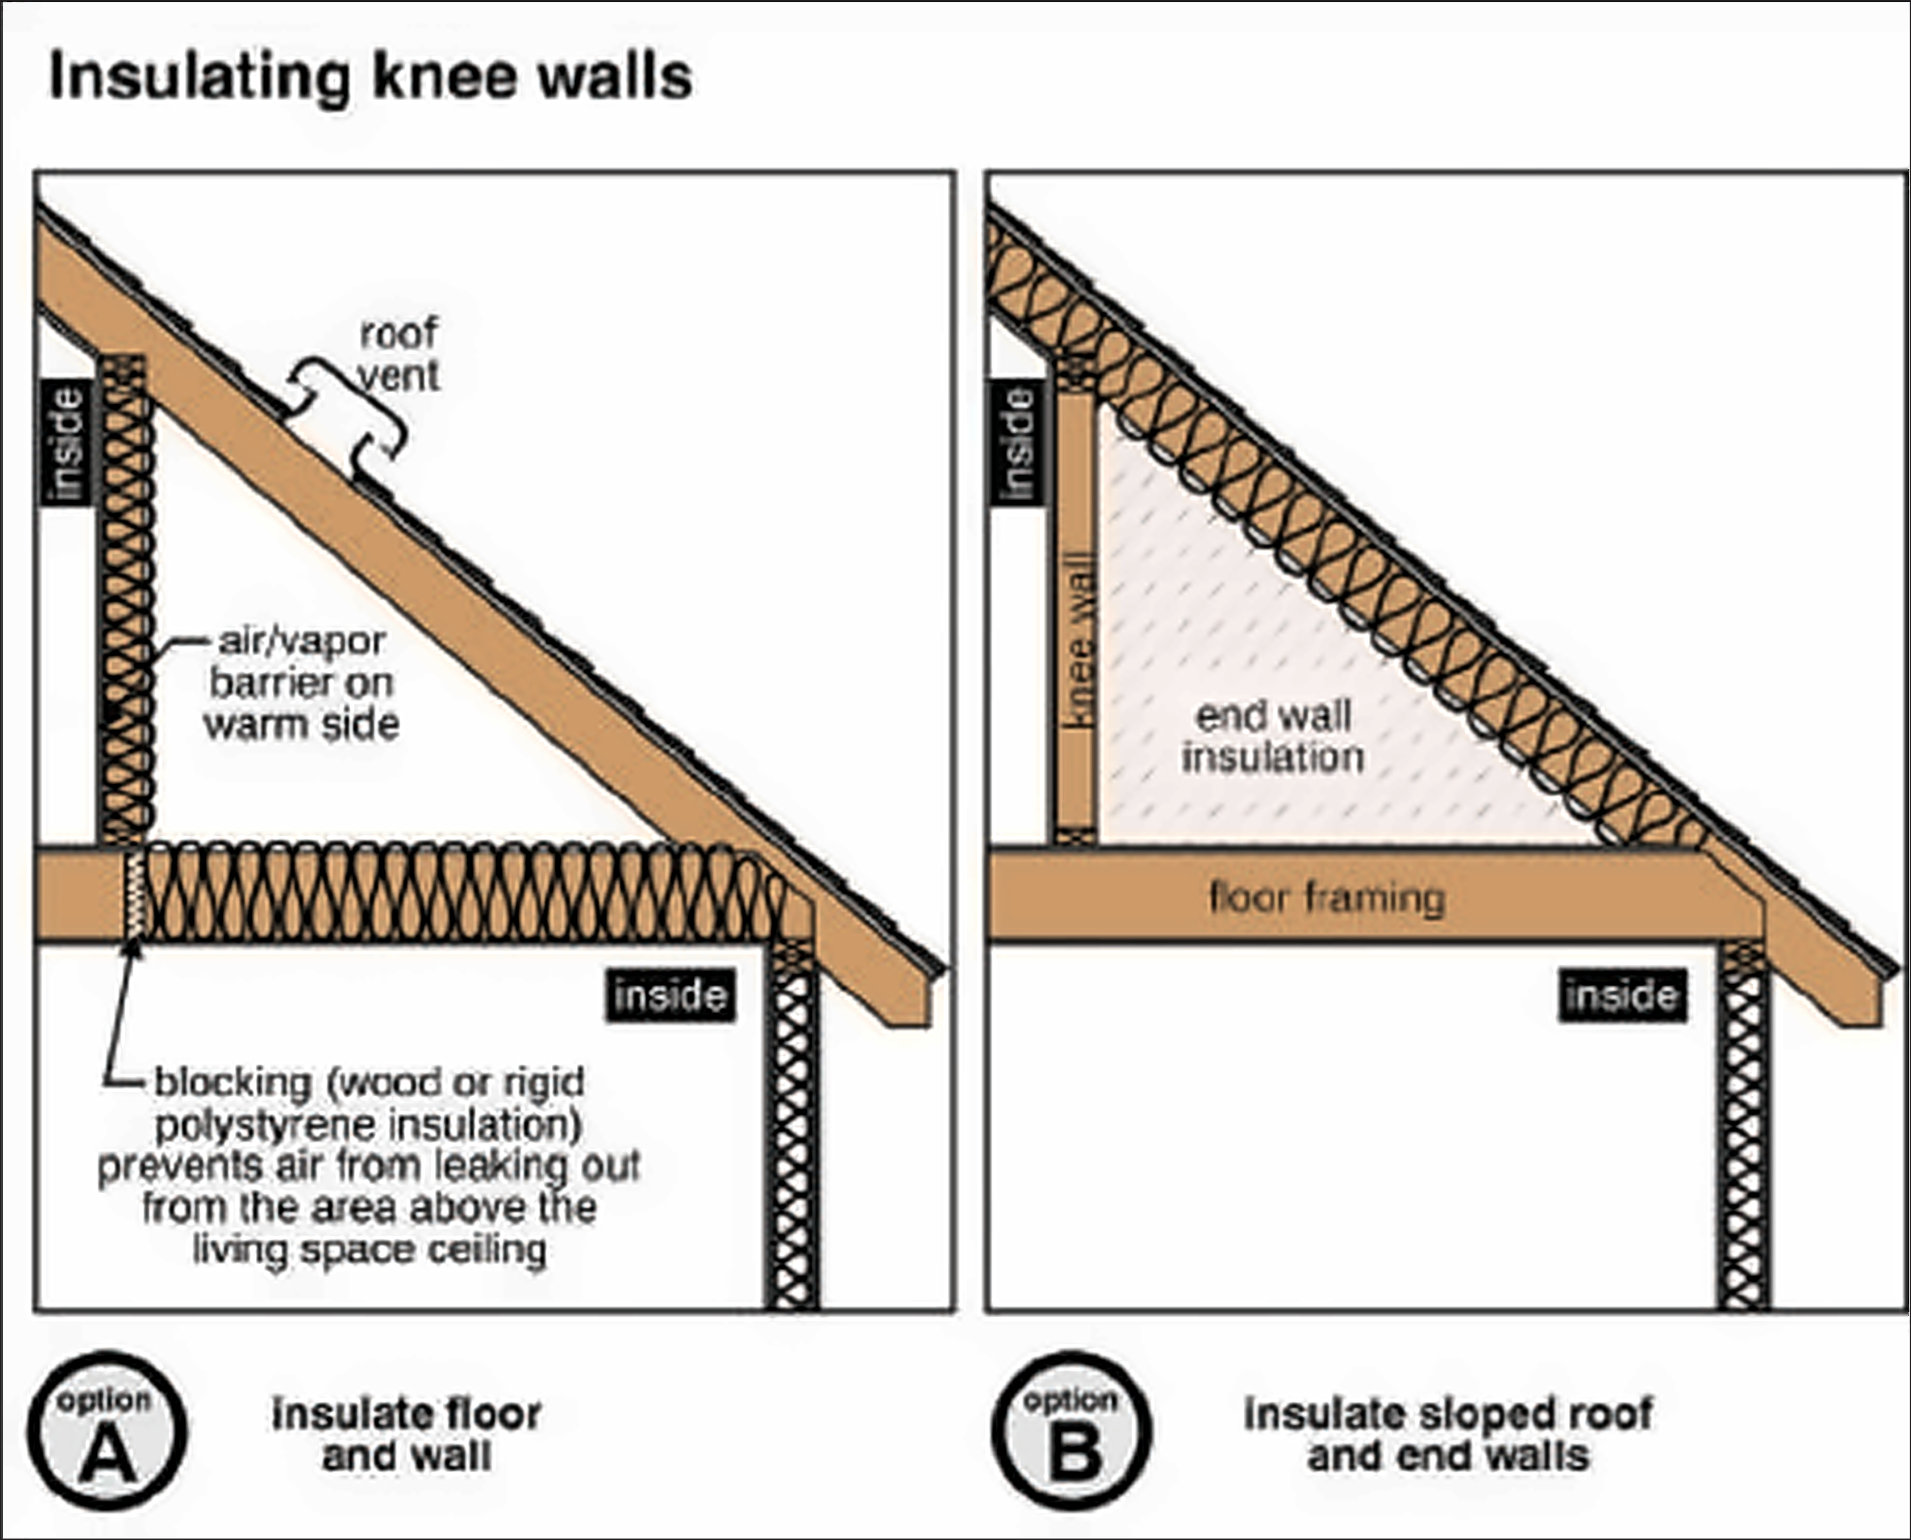 Insulating knee walls
roof
vent
inside
air/vapor
barrier on
warm side
inside
blocking (wood or rigid
polystyrene insulation)
prevents air from leaking out
from the area above the
living space ceiling
option
A
insulate floor
and wall
inside
knee wall
end wall
insulation
floor framing
inside
option
B
insulate sloped roof
and end walls